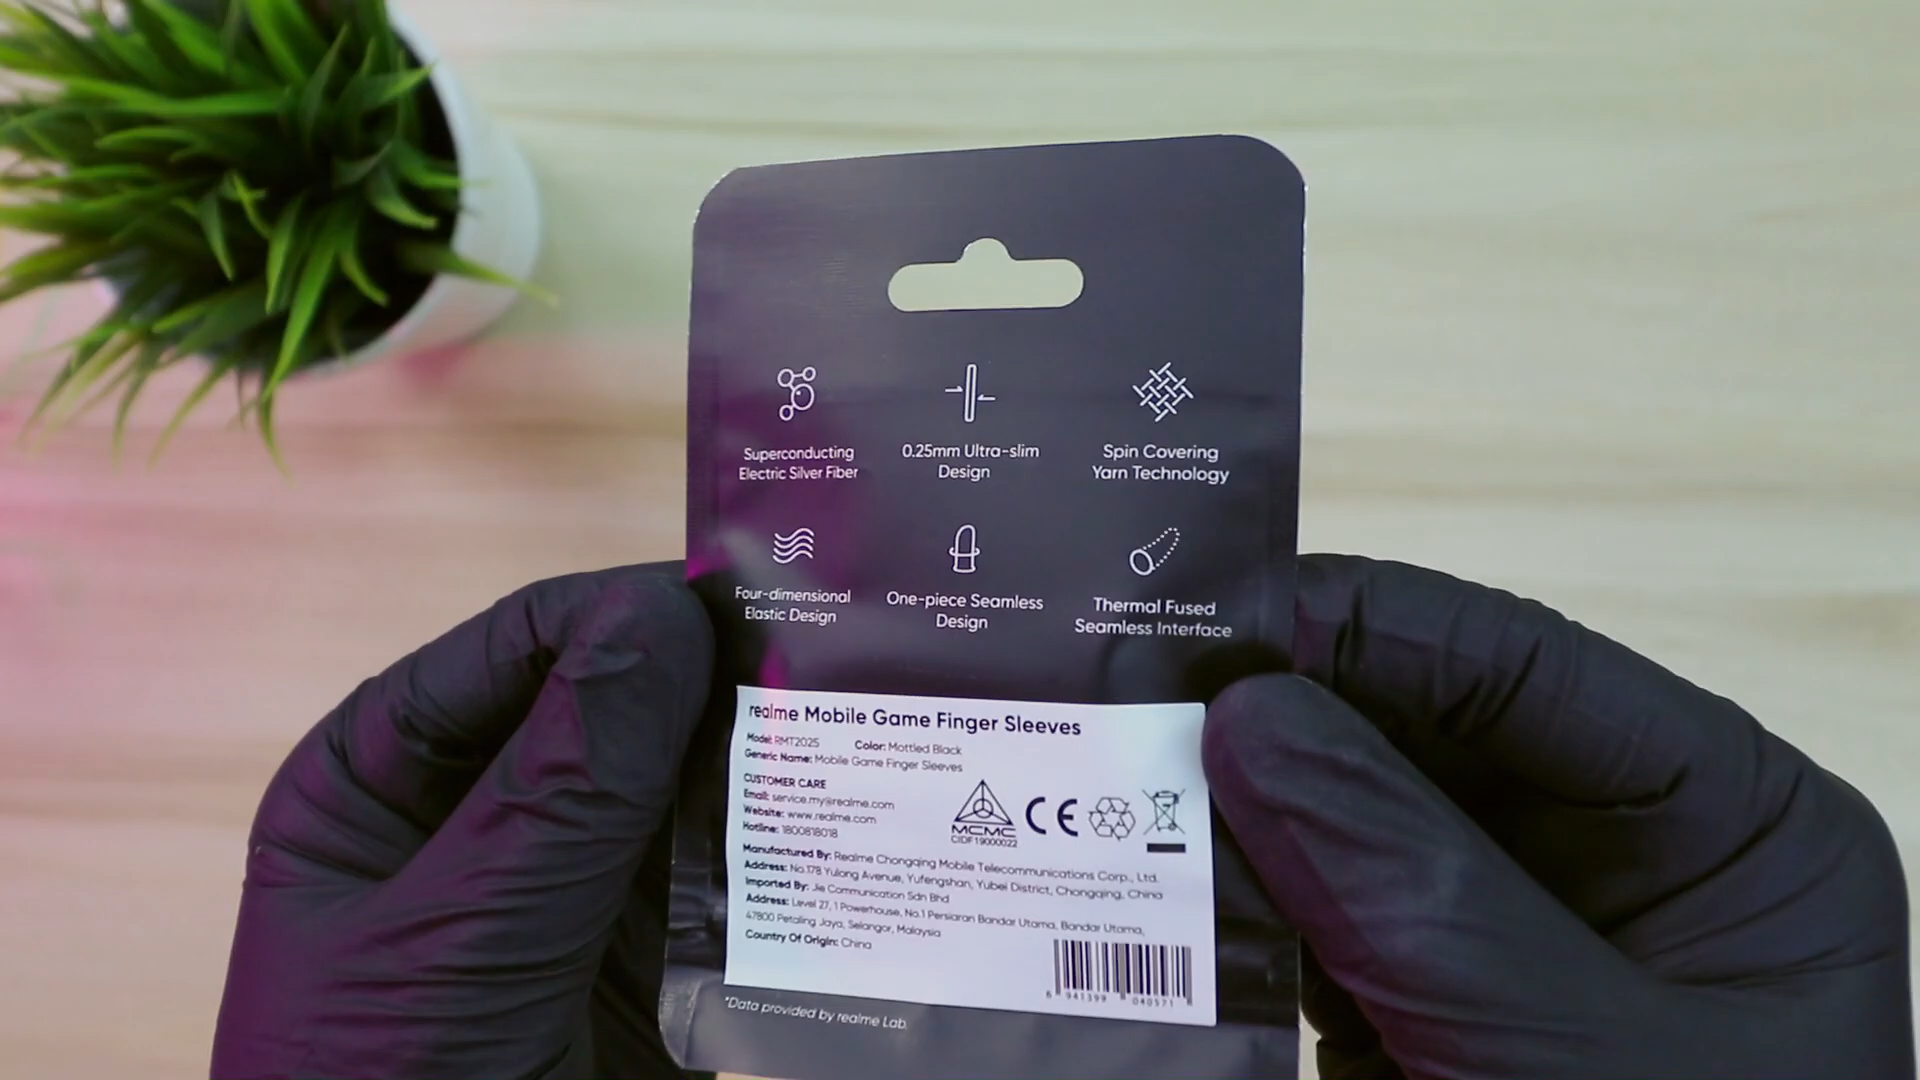 Superconducting
Electric Silver Fiber
0.25mm Ultra-slim
Design
Spin Covering
Yarn Technology
Four-dimensional
Elastic Design
One-piece Seamless
Design
Thermal Fused
Seamless Interface
realme Mobile Game Finger Sleeves
Model: RMT2025 Color: Mottled Black
Generic Name: Mobile Game Finger Sleeves
CUSTOMER CARE
Email: service.my@realme.com
Website: www.realme.com
Hotline: 1800818018
MCMC
CIDF19000022
CE
Manufactured By: Realme Chongqing Mobile Telecommunications Corp., Ltd.
Address: No.178 Yulong Avenue, Yufengshan, Yubei District, Chongqing, China
Imported By: Jie Communication Sdn Bhd
Address: Level 27, 1 Powerhouse, No.1 Persiaran Bandar Utama, Bandar Utama,
47800 Petaling Jaya, Selangor, Malaysia
Country Of Origin: China
6 941399 040571
*Data provided by realme Lab.